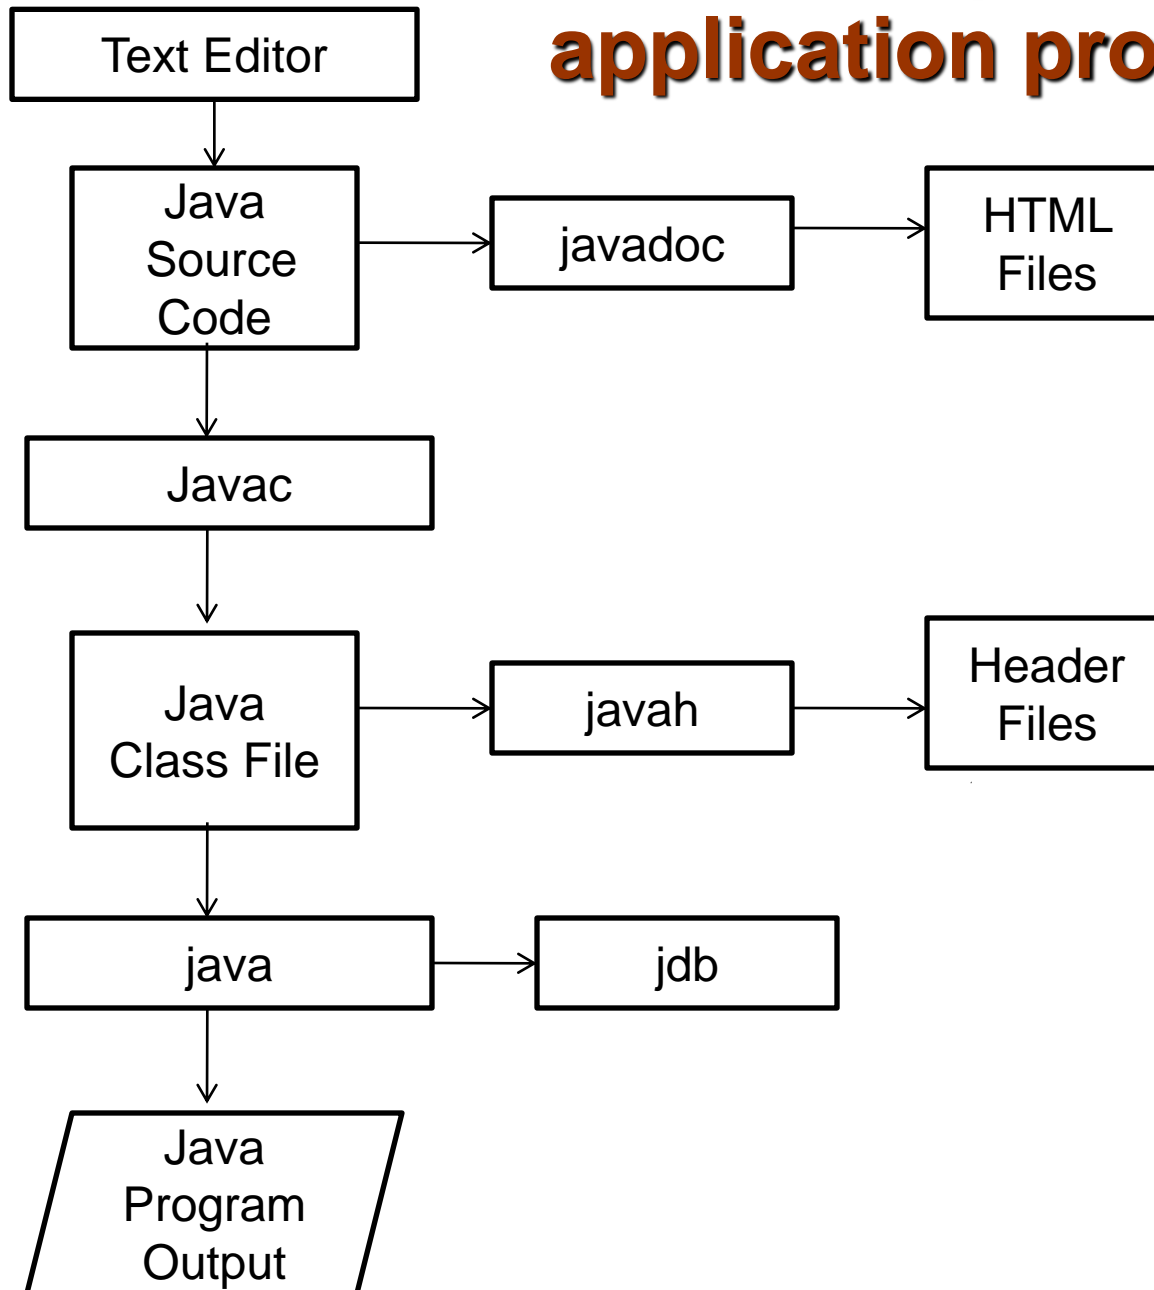 application pro
Text Editor
Java
Source
Code
javadoc
HTML
Files
Javac
Java
Class File
javah
Header
Files
java
jdb
Java
Program
Output